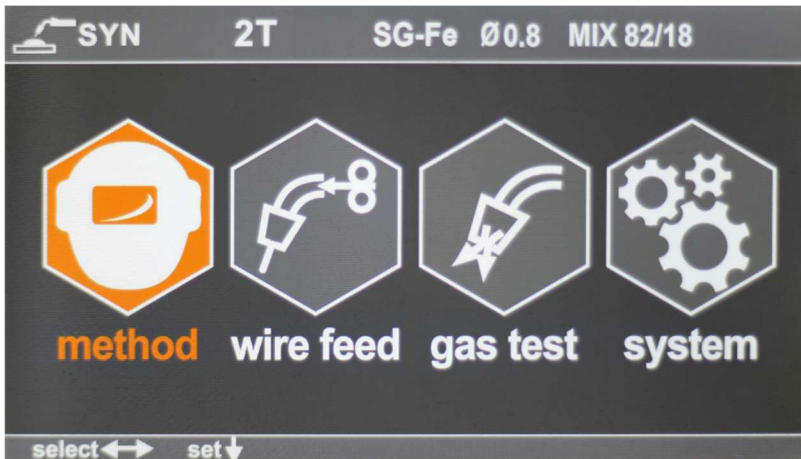 SYN 2T SG-Fe Ø0.8 MIX 82/18
method wire feed gas test system
select set